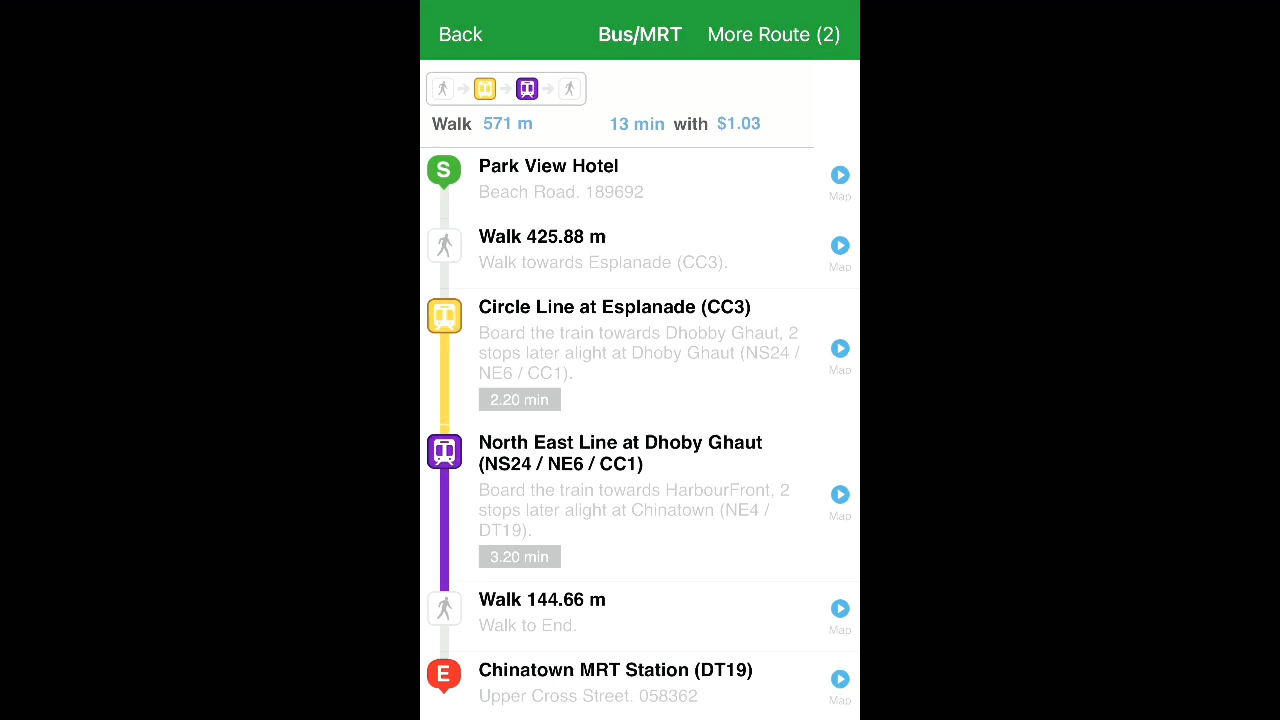 Back Bus/MRT More Route (2)
Walk 571 m 13 min with $1.03
S Park View Hotel
Beach Road. 189692
Map
Walk 425.88 m
Walk towards Esplanade (CC3).
Map
Circle Line at Esplanade (CC3)
Board the train towards Dhobby Ghaut, 2
stops later alight at Dhoby Ghaut (NS24 /
NE6 / CC1).
Map
2.20 min
North East Line at Dhoby Ghaut
(NS24 / NE6 / CC1)
Board the train towards HarbourFront, 2
stops later alight at Chinatown (NE4 /
DT19).
Map
3.20 min
Walk 144.66 m
Walk to End.
Map
E Chinatown MRT Station (DT19)
Upper Cross Street. 058362
Map